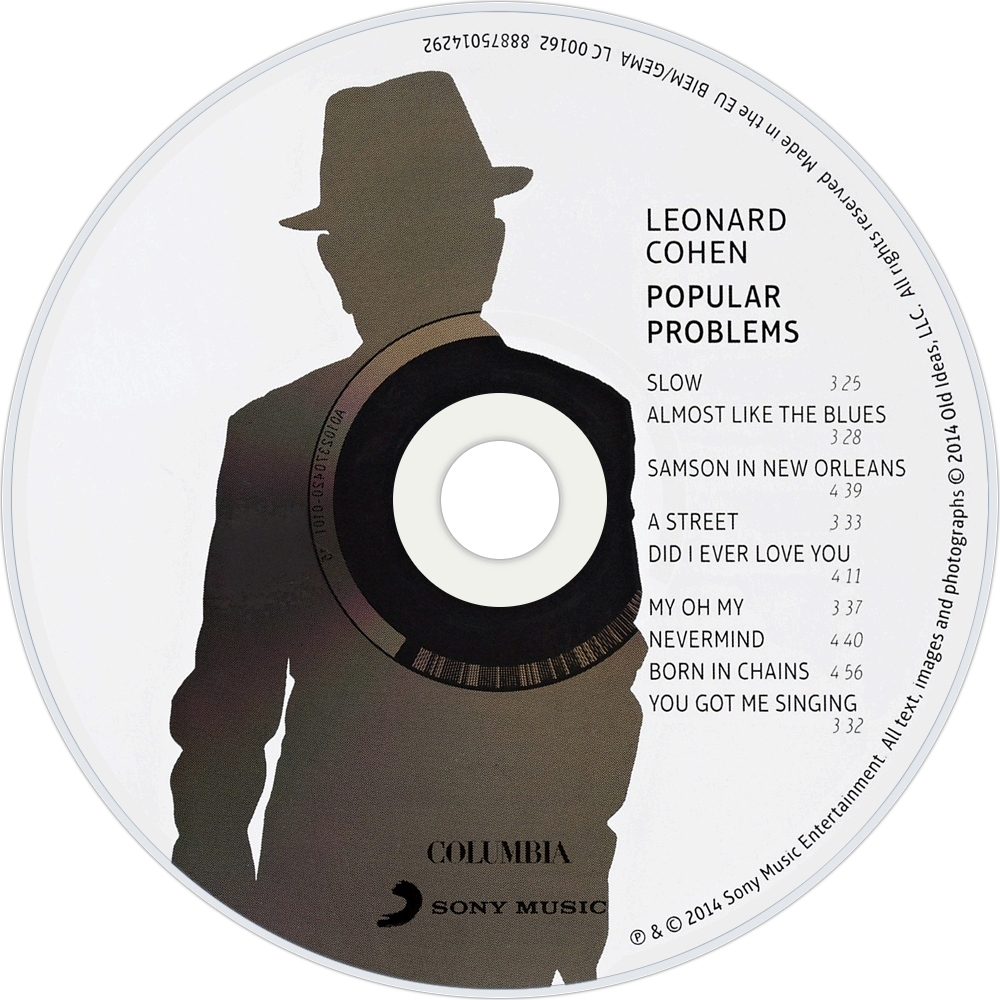 LEONARD
COHEN
POPULAR
PROBLEMS
SLOW 3 25
ALMOST LIKE THE BLUES
3 28
SAMSON IN NEW ORLEANS
4 39
A STREET 3 33
DID I EVER LOVE YOU
4 11
MY OH MY 3 37
NEVERMIND 4 40
BORN IN CHAINS 4 56
YOU GOT ME SINGING
3 32
COLUMBIA
SONY MUSIC
℗ & © 2014 Sony Music Entertainment All text, images and photographs © 2014 Old Ideas, LLC. All rights reserved Made in the EU BIEM/GEMA LC 00162 88875014292